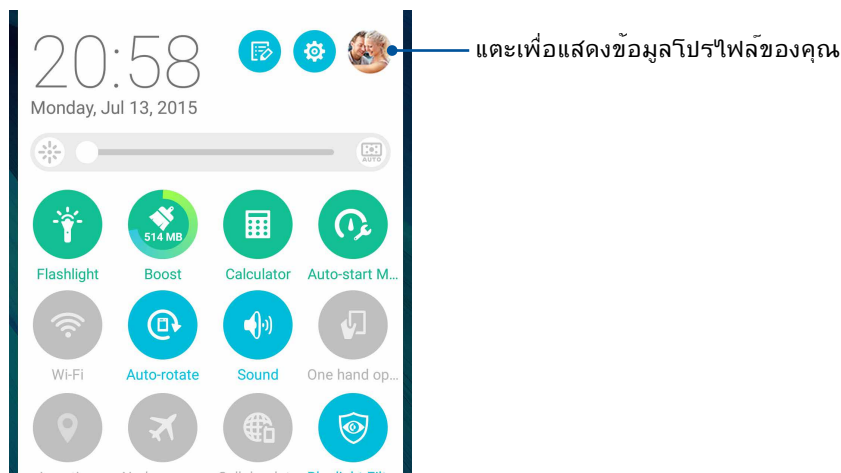 20:58
Monday, Jul 13, 2015
แตะเพื่อแสดงข้อมูลโปรไฟล์ของคุณ
AUTO
514 MB
Flashlight Boost Calculator Auto-start M...
Wi-Fi Auto-rotate Sound One hand op...